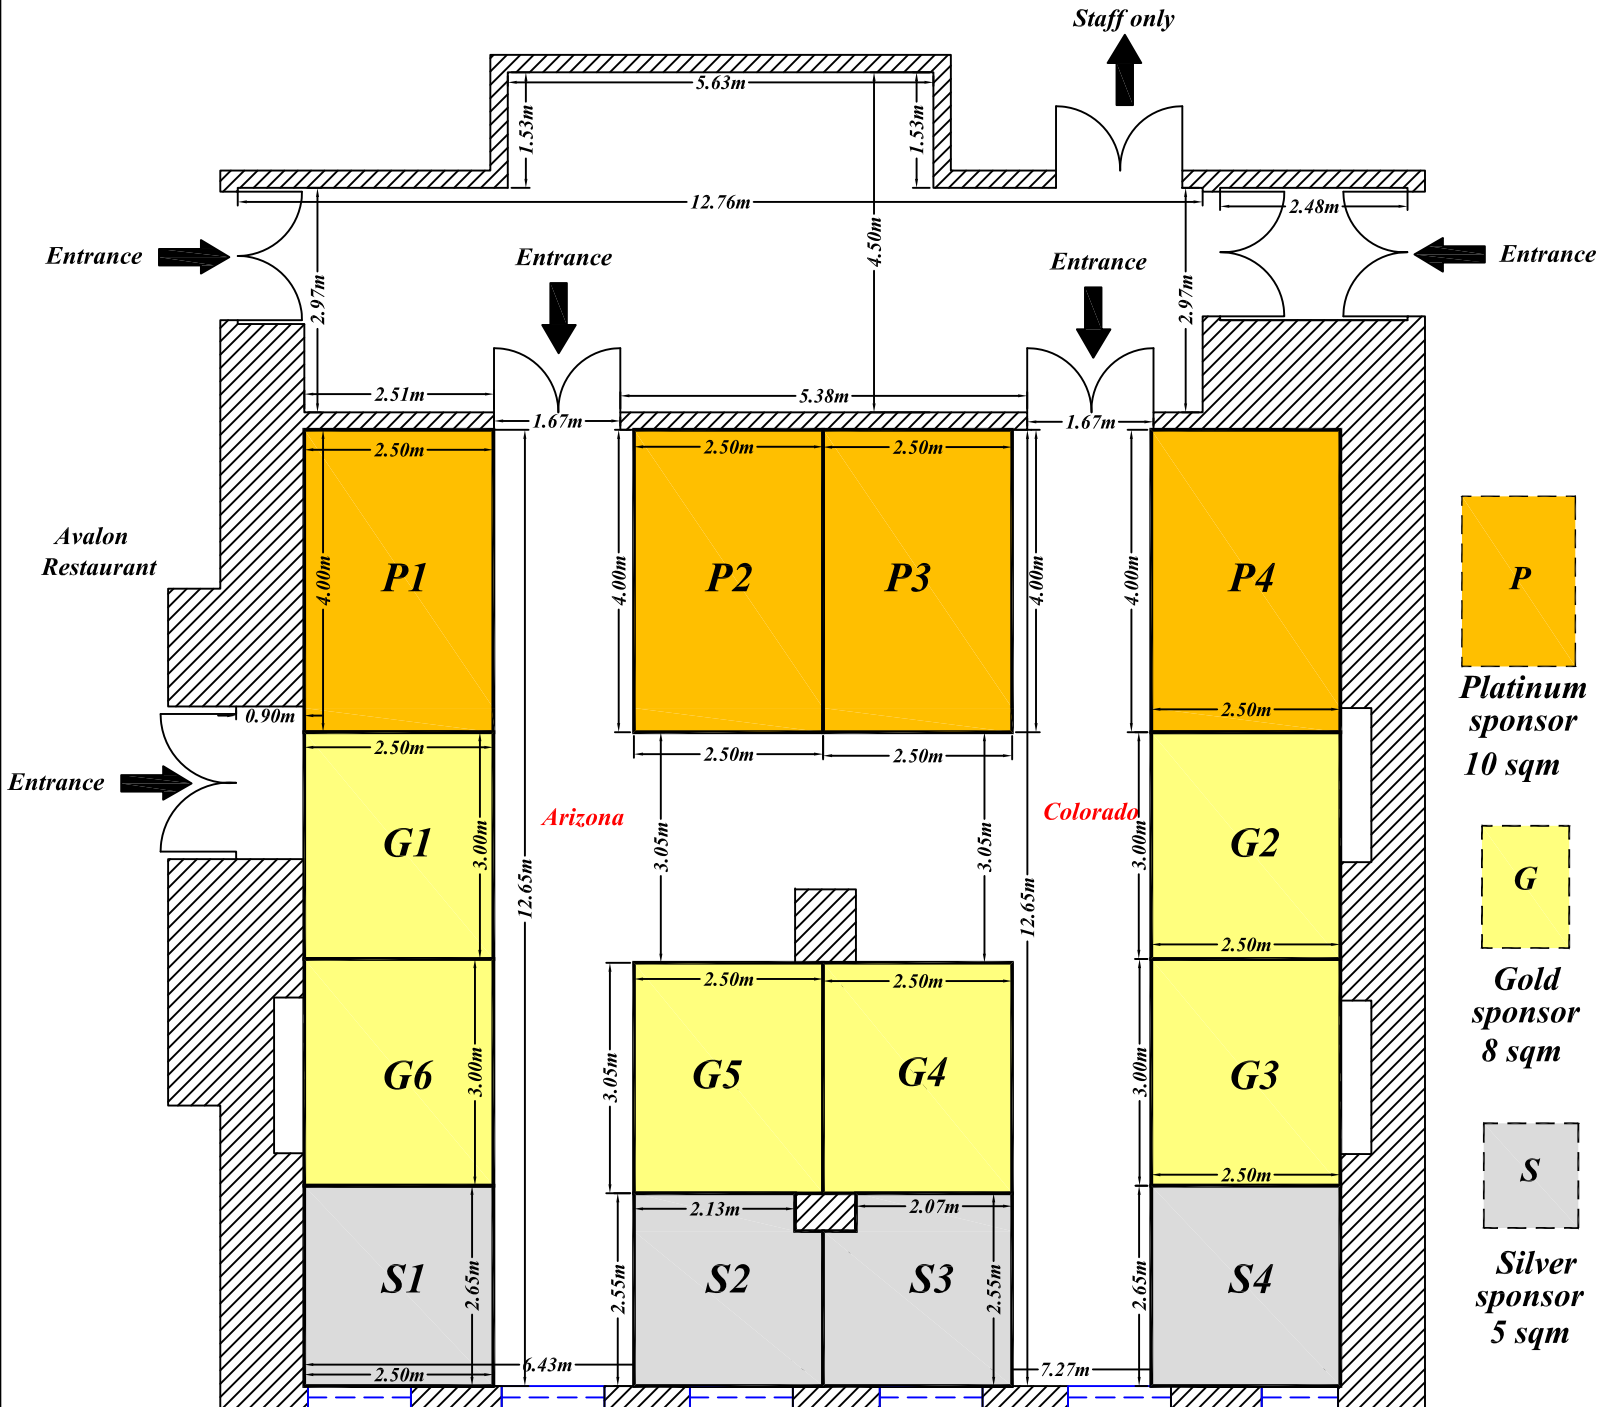 Staff only
5.63m
1.53m
1.53m
12.76m
2.48m
Entrance
Entrance
Entrance
Entrance
4.50m
2.97m
2.97m
2.51m
5.38m
1.67m
1.67m
2.50m
2.50m
2.50m
Avalon
Restaurant
4.00m
P1
4.00m
P2
P3
4.00m
4.00m
P4
P
Platinum
sponsor
10 sqm
2.50m
0.90m
2.50m
2.50m
2.50m
Entrance
Arizona
Colorado
G1
3.00m
12.65m
3.05m
3.05m
12.65m
3.00m
G2
G
2.50m
Gold
sponsor
8 sqm
2.50m
2.50m
G6
3.00m
3.05m
G5
G4
3.00m
G3
2.50m
S
2.13m
2.07m
S1
2.65m
2.55m
S2
S3
2.55m
2.65m
S4
Silver
sponsor
5 sqm
6.43m
2.50m
7.27m